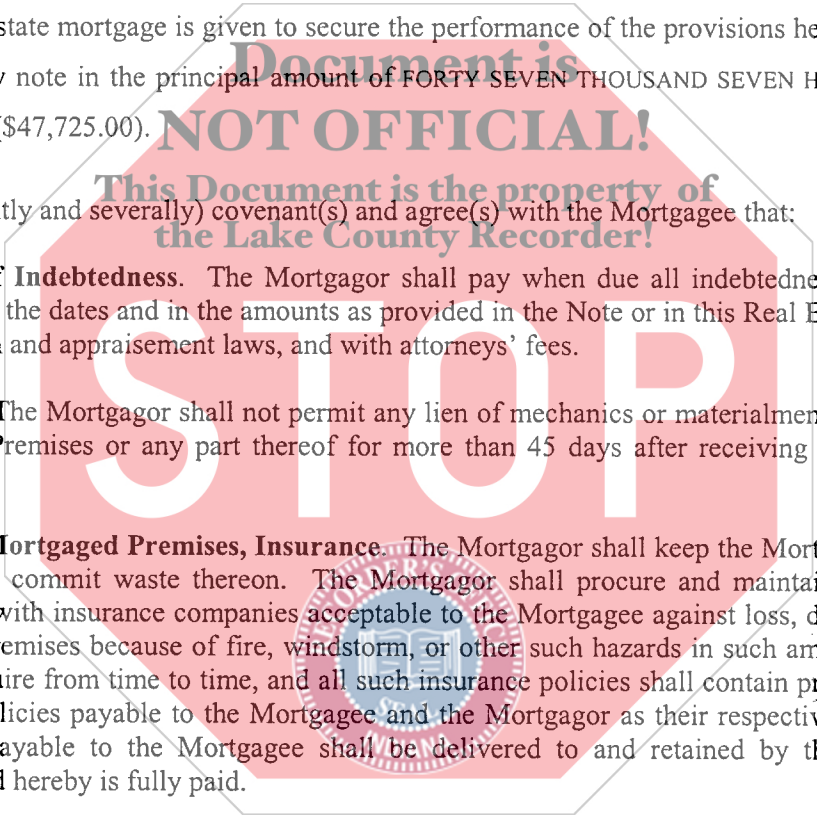 state mortgage is given to secure the performance of the provisions he
Document is
note in the principal amount of FORTY SEVEN THOUSAND SEVEN H
($47,725.00).
NOT OFFICIAL!
This Document is the property of
tly and severally) covenant(s) and agree(s) with the Mortgagee that:
the Lake County Recorder!
Indebtedness. The Mortgagor shall pay when due all indebtedne
the dates and in the amounts as provided in the Note or in this Real E
and appraisement laws, and with attorneys' fees.
STOP
The Mortgagor shall not permit any lien of mechanics or materialmen
Premises or any part thereof for more than 45 days after receiving
Mortgaged Premises, Insurance. The Mortgagor shall keep the Mort
commit waste thereon. The Mortgagor shall procure and maintai
with insurance companies acceptable to the Mortgagee against loss, d
emises because of fire, windstorm, or other such hazards in such am
ire from time to time, and all such insurance policies shall contain pr
licies payable to the Mortgagee and the Mortgagor as their respectiv
ayable to the Mortgagee shall be delivered to and retained by th
hereby is fully paid.
SEAL